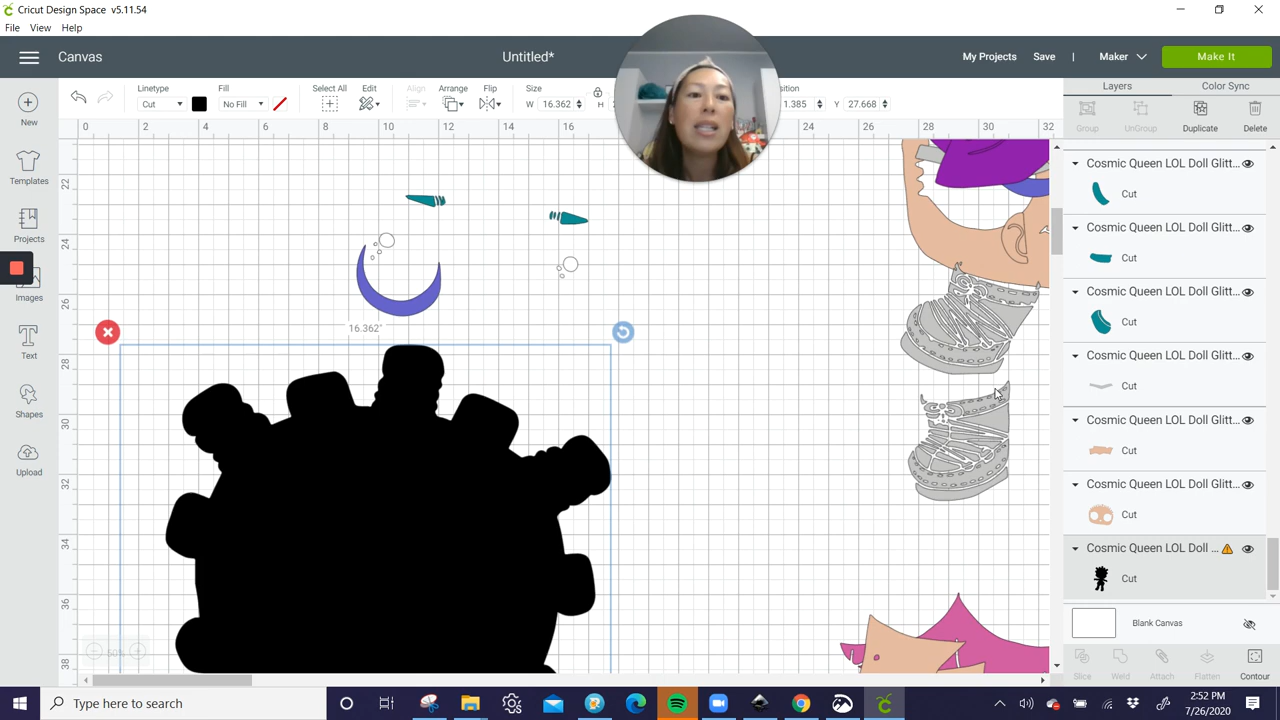 Cricut Design Space v5.11.54
File View Help
Canvas
Untitled*
My Projects Save | Maker Make It
Linetype Fill Select All Edit Align Arrange Flip Size
Cut No Fill W 16.362 H
sition
1.385 Y 27.668
Layers Color Sync
Group UnGroup Duplicate Delete
0 2 4 6 8 10 12 14 16 24 26 28 30 32
22
24
26
28
30
32
34
36
38
New
Templates
Projects
Images
Text
Shapes
Upload
16.362"
50%
Cosmic Queen LOL Doll Glitt...
Cut
Cosmic Queen LOL Doll Glitt...
Cut
Cosmic Queen LOL Doll Glitt...
Cut
Cosmic Queen LOL Doll Glitt...
Cut
Cosmic Queen LOL Doll Glitt...
Cut
Cosmic Queen LOL Doll Glitt...
Cut
Cosmic Queen LOL Doll ...
Cut
Blank Canvas
Slice Weld Attach Flatten Contour
Type here to search
2:52 PM
7/26/2020